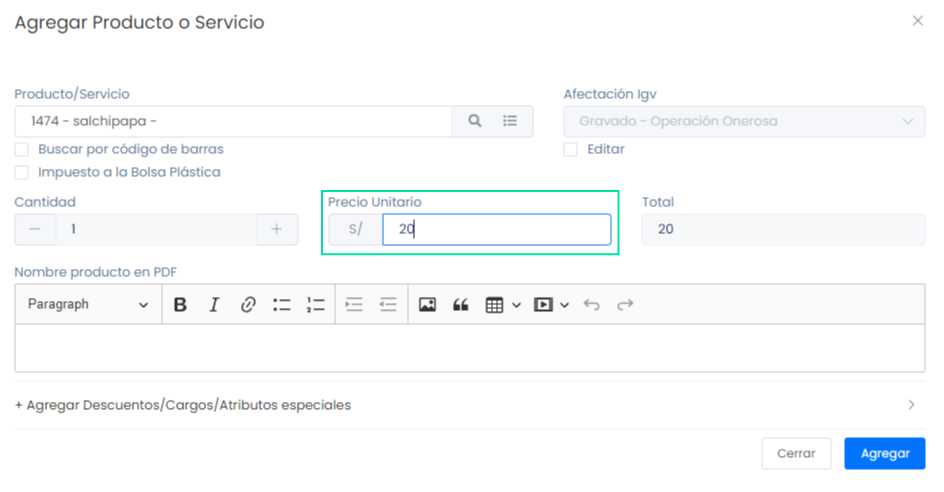 Agregar Producto o Servicio
Producto/Servicio
Afectación Igv
1474 - salchipapa -
Gravado - Operación Onerosa
Buscar por código de barras
Editar
Impuesto a la Bolsa Plástica
Cantidad
Precio Unitario
Total
1
S/
20
20
Nombre producto en PDF
Paragraph
+ Agregar Descuentos/Cargos/Atributos especiales
Cerrar
Agregar